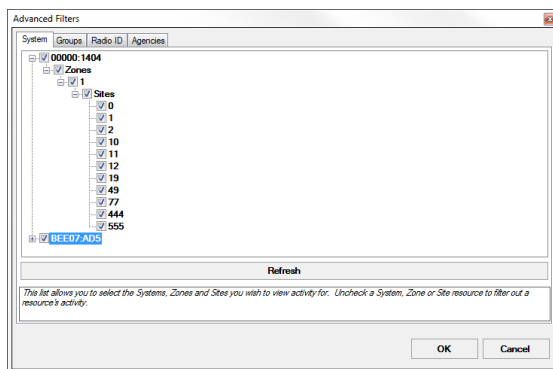 Advanced Filters
System Groups Radio ID Agencies
00000:1404
Zones
1
Sites
0
1
2
10
11
12
19
49
77
444
555
BEE07:AD5
Refresh
This list allows you to select the Systems, Zones and Sites you wish to view activity for. Uncheck a System, Zone or Site resource to filter out a
resource's activity.
OK Cancel